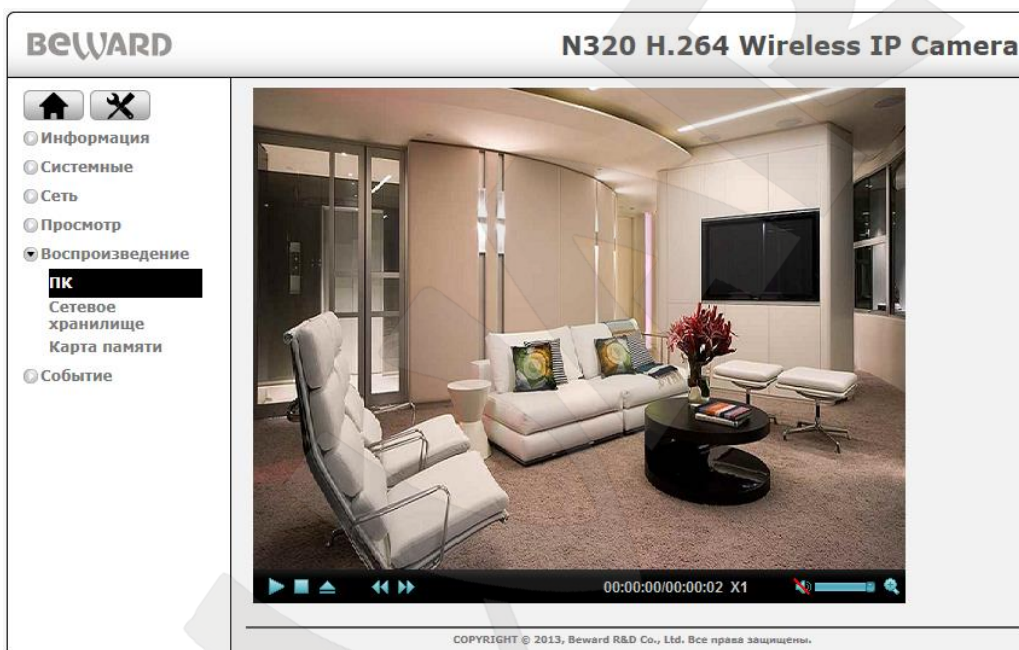 BEWARD
N320 H.264 Wireless IP Camera
Информация
Системные
Сеть
Просмотр
Воспроизведение
ПК
Сетевое
хранилище
Карта памяти
Событие
00:00:00/00:00:02 X1
COPYRIGHT © 2013, Beward R&D Co., Ltd. Все права защищены.